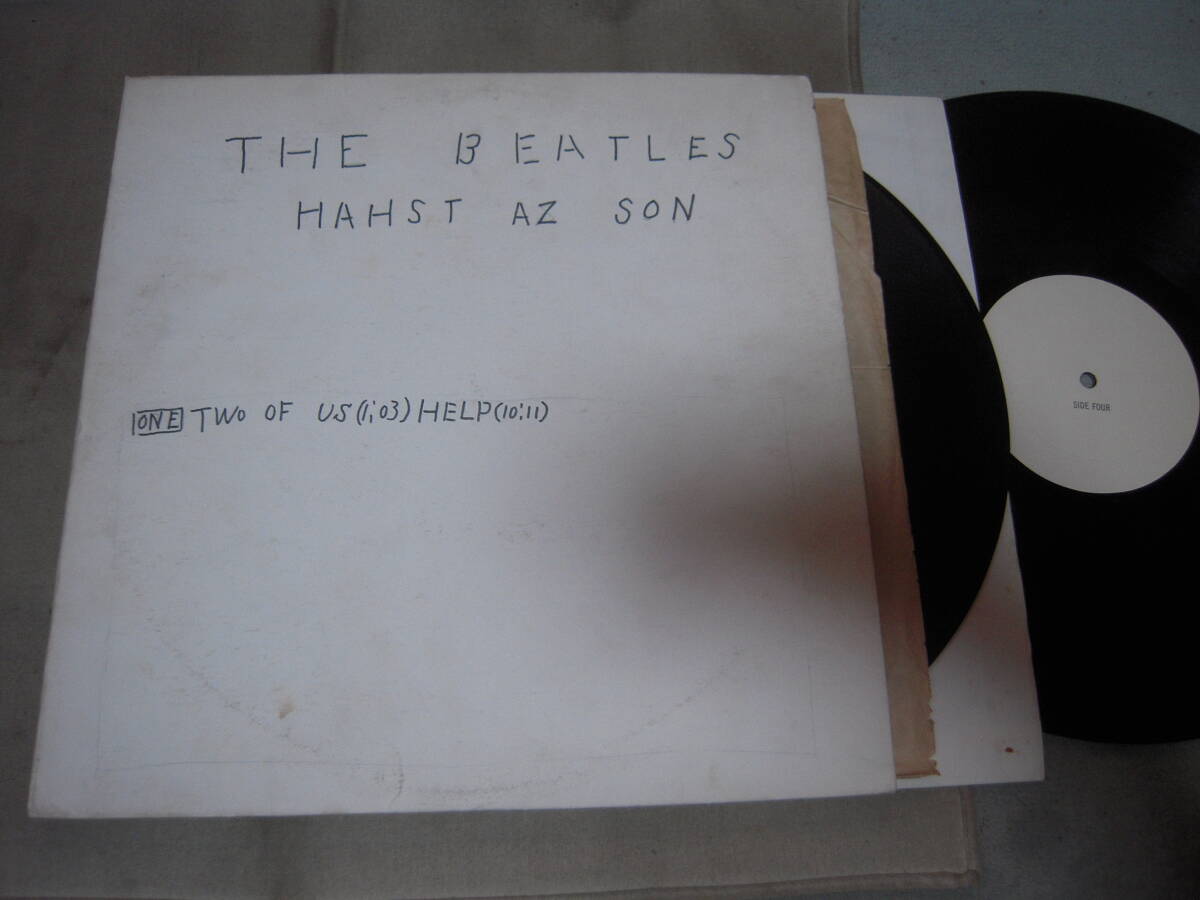 THE BEATLES
HAHST AZ SON
ONE TWO OF US(1;03) HELP(10:11)
SIDE FOUR